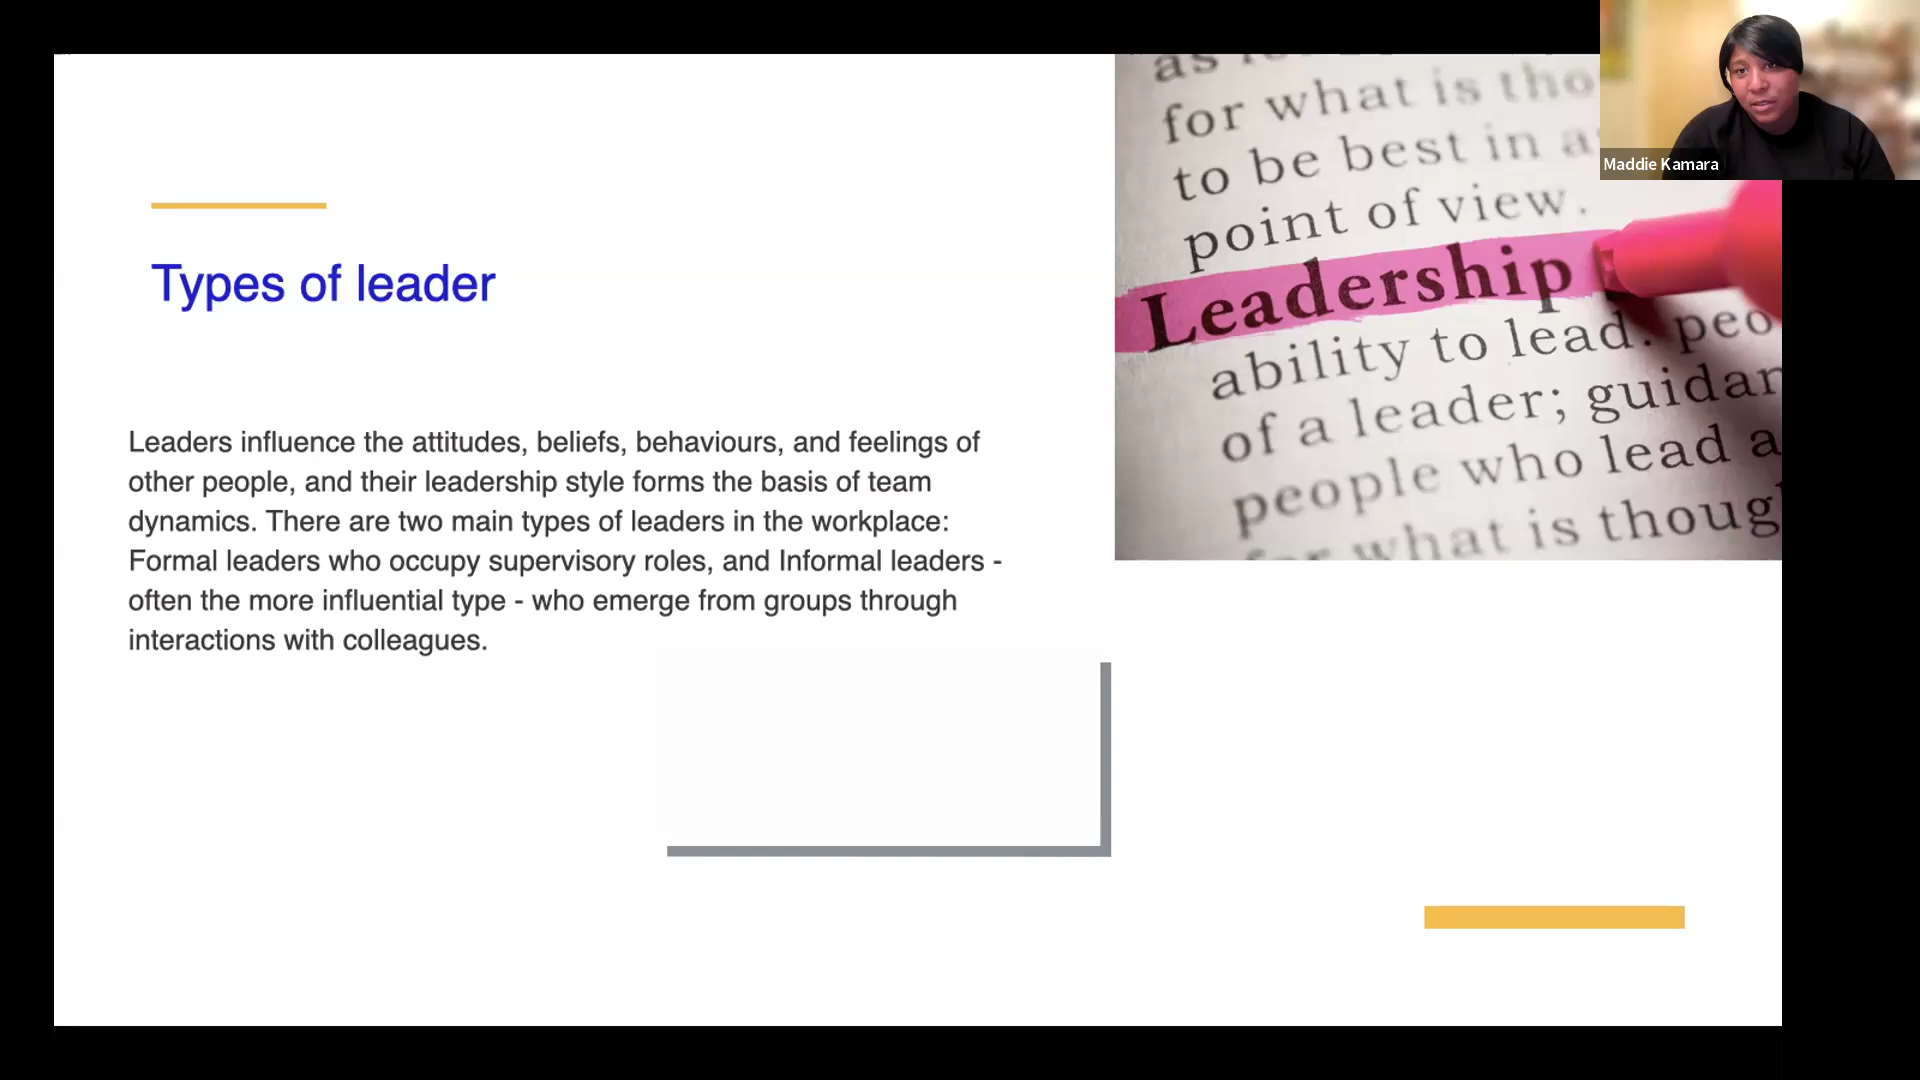 Types of leader
Leaders influence the attitudes, beliefs, behaviours, and feelings of
other people, and their leadership style forms the basis of team
dynamics. There are two main types of leaders in the workplace:
Formal leaders who occupy supervisory roles, and Informal leaders -
often the more influential type - who emerge from groups through
interactions with colleagues.
as
for what is tho
to be best in a
point of view.
Leadership
ability to lead. peo
of a leader; guidan
people who lead a
for what is thoug
Maddie Kamara